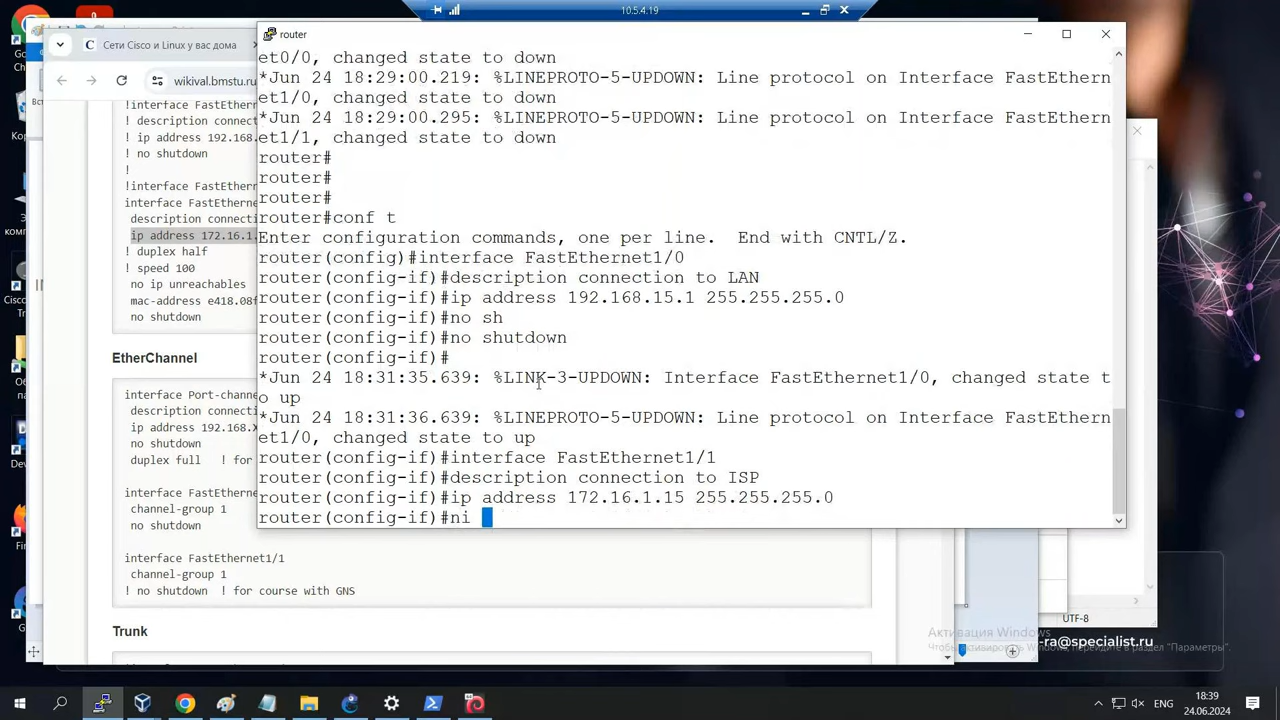 10.5.4.19
router
et0/0, changed state to down
*Jun 24 18:29:00.219: %LINEPROTO-5-UPDOWN: Line protocol on Interface FastEthern
et1/0, changed state to down
*Jun 24 18:29:00.295: %LINEPROTO-5-UPDOWN: Line protocol on Interface FastEthern
et1/1, changed state to down
router#
router#
router#
router#conf t
Enter configuration commands, one per line.  End with CNTL/Z.
router(config)#interface FastEthernet1/0
router(config-if)#description connection to LAN
router(config-if)#ip address 192.168.15.1 255.255.255.0
router(config-if)#no sh
router(config-if)#no shutdown
router(config-if)#
*Jun 24 18:31:35.639: %LINK-3-UPDOWN: Interface FastEthernet1/0, changed state t
o up
*Jun 24 18:31:36.639: %LINEPROTO-5-UPDOWN: Line protocol on Interface FastEthern
et1/0, changed state to up
router(config-if)#interface FastEthernet1/1
router(config-if)#description connection to ISP
router(config-if)#ip address 172.16.1.15 255.255.255.0
router(config-if)#ni
C Сети Cisco и Linux у вас дома
wikival.bmstu.ru
!interface FastEther
! description connect
! ip address 192.168.
! no shutdown
!
!interface FastEther
interface FastEthern
description connecti
ip address 172.16.1.
! duplex half
! speed 100
no ip unreachables
mac-address e418.08f
no shutdown
EtherChannel
interface Port-chann
description connecti
ip address 192.168.X
no shutdown
duplex full   ! for
interface FastEthern
channel-group 1
no shutdown
interface FastEthernet1/1
channel-group 1
! no shutdown  ! for course with GNS
Trunk
UTF-8
Активация Windows
Чтобы активировать Windows, перейдите в раздел "Параметры".
-ra@specialist.ru
ENG
18:39
24.06.2024